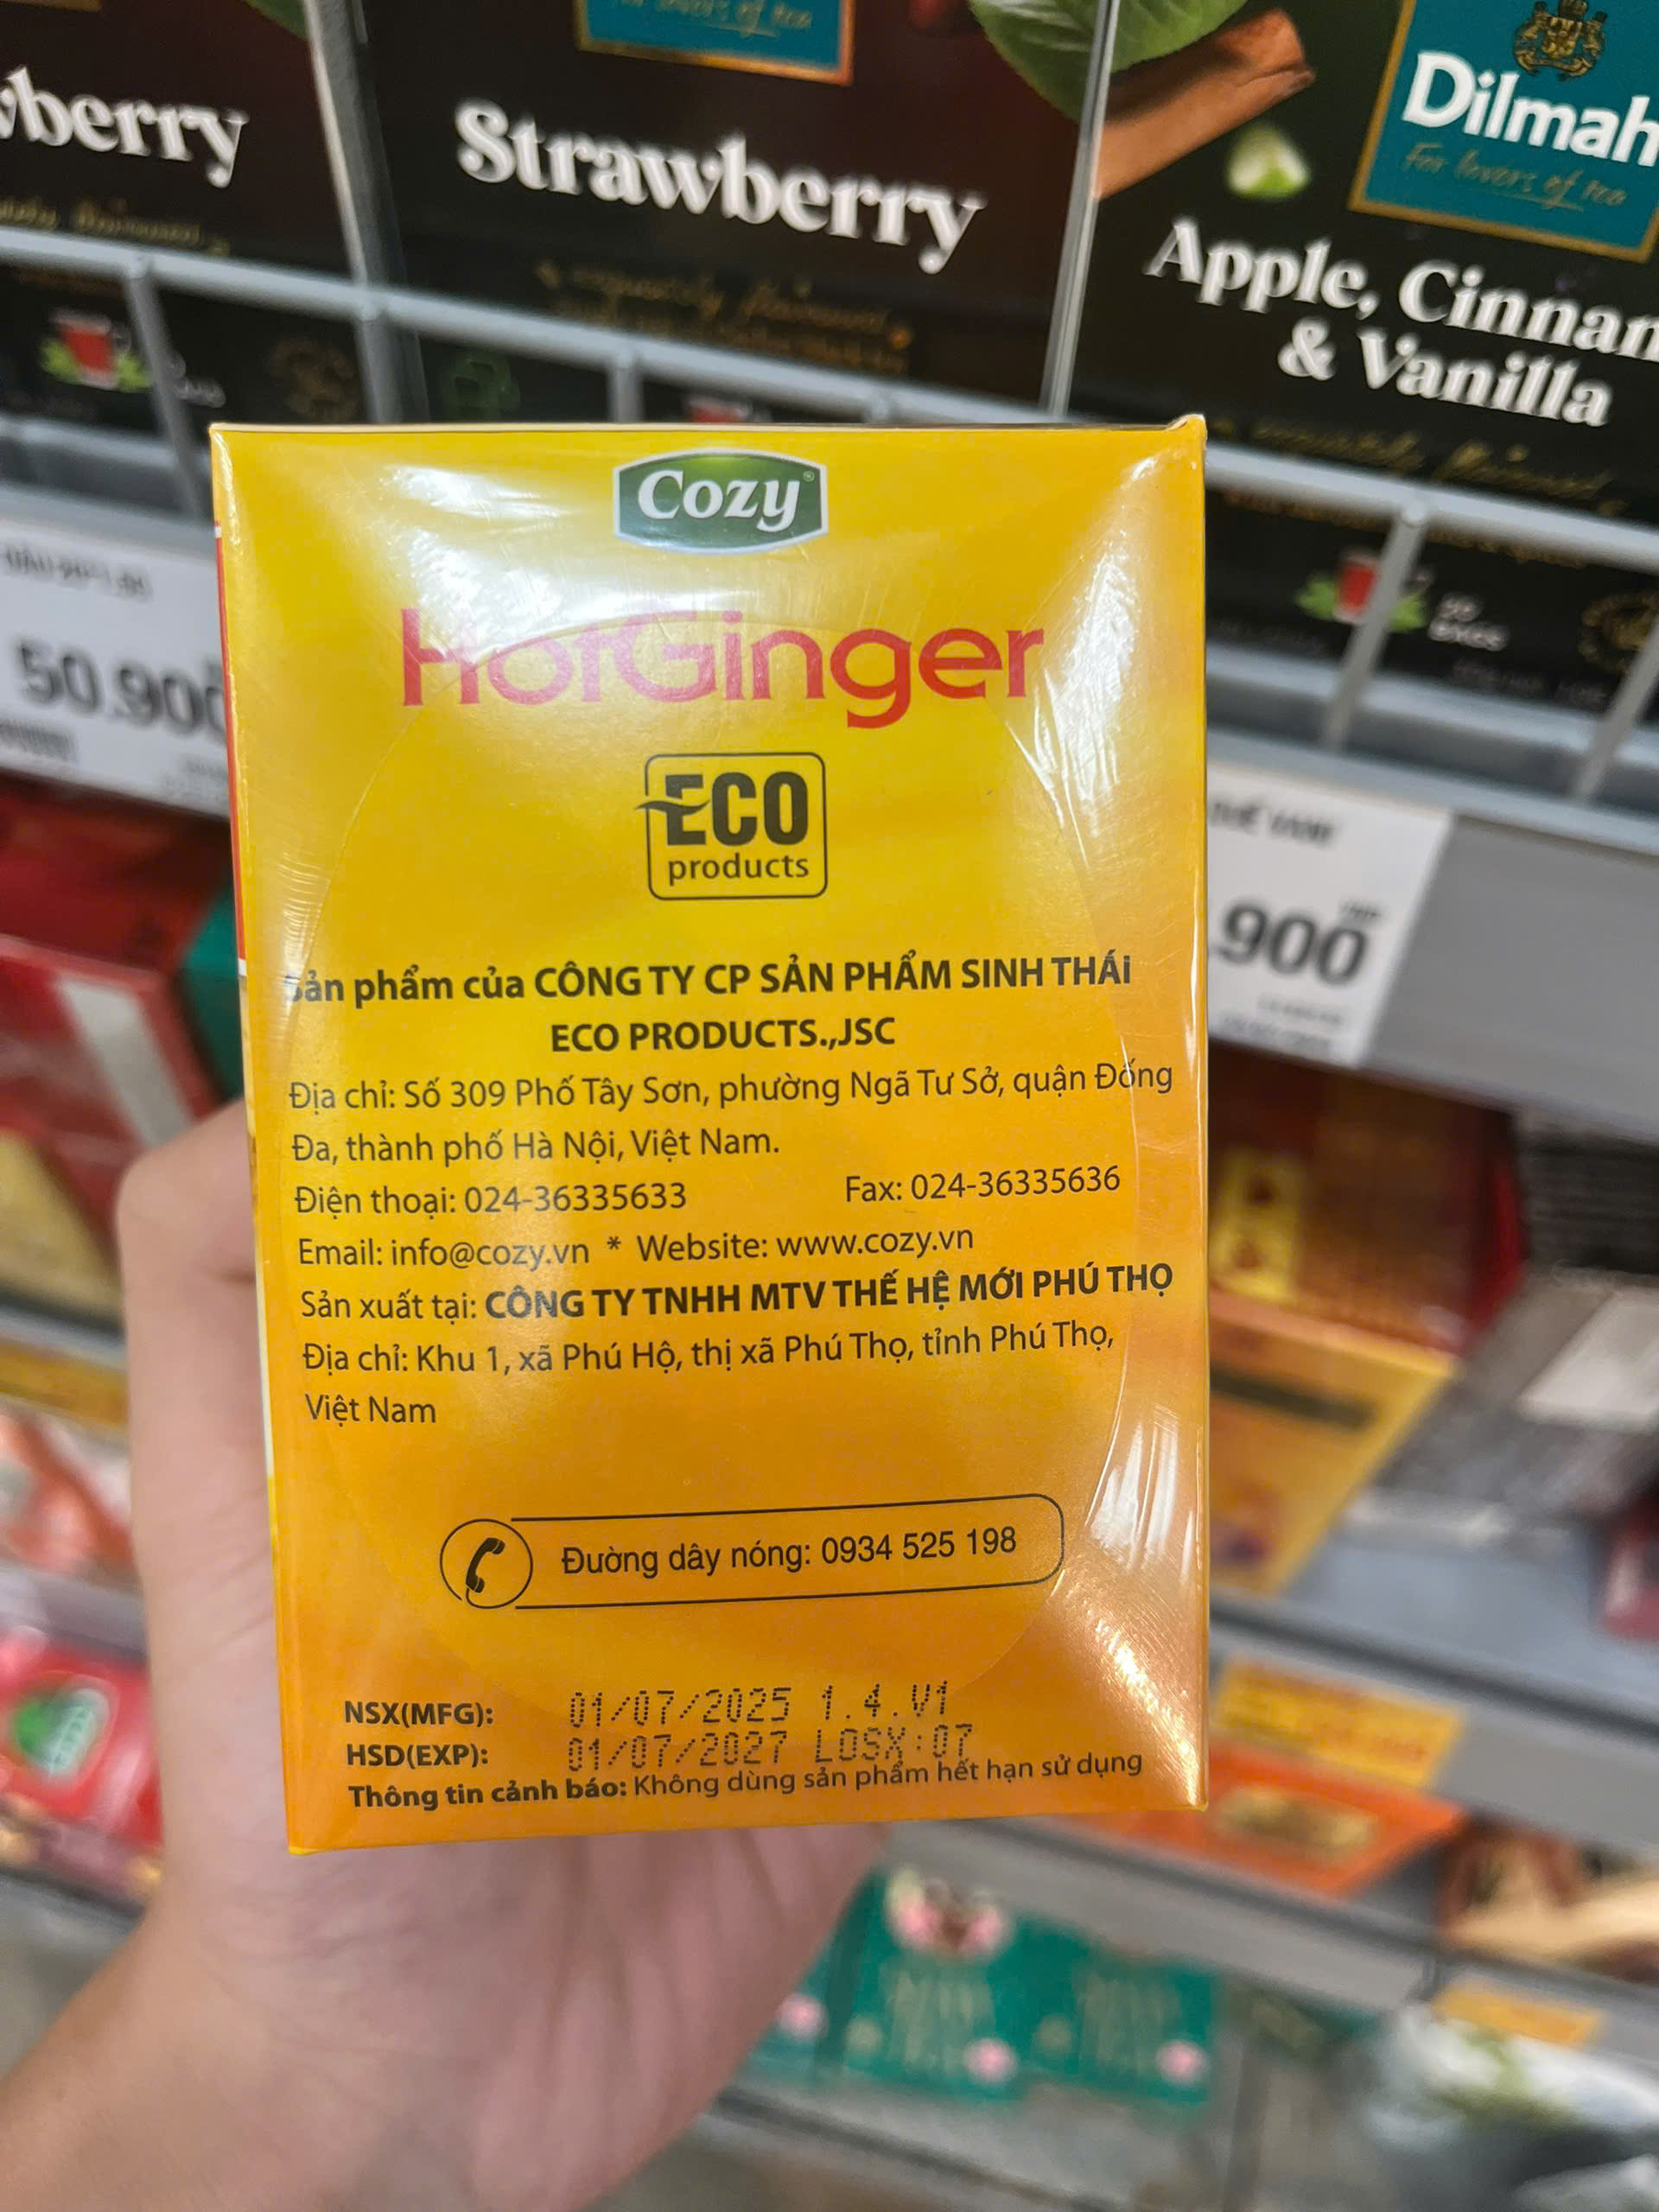 Strawberry
Dilmah
For lovers of tea
Apple,
& Vanilla
50.900
.900
Cozy
HotGinger
ECO
products
Sản phẩm của CÔNG TY CP SẢN PHẨM SINH THÁI
ECO PRODUCTS.,JSC
Địa chỉ: Số 309 Phố Tây Sơn, phường Ngã Tư Sở, quận Đống
Đa, thành phố Hà Nội, Việt Nam.
Điện thoại: 024-36335633 Fax: 024-36335636
Email: info@cozy.vn * Website: www.cozy.vn
Sản xuất tại: CÔNG TY TNHH MTV THẾ HỆ MỚI PHÚ THỌ
Địa chỉ: Khu 1, xã Phú Hộ, thị xã Phú Thọ, tỉnh Phú Thọ,
Việt Nam
Đường dây nóng: 0934 525 198
NSX(MFG): 01/07/2025 1.4.V1
HSD(EXP): 01/07/2027 LOSX:07
Thông tin cảnh báo: Không dùng sản phẩm hết hạn sử dụng